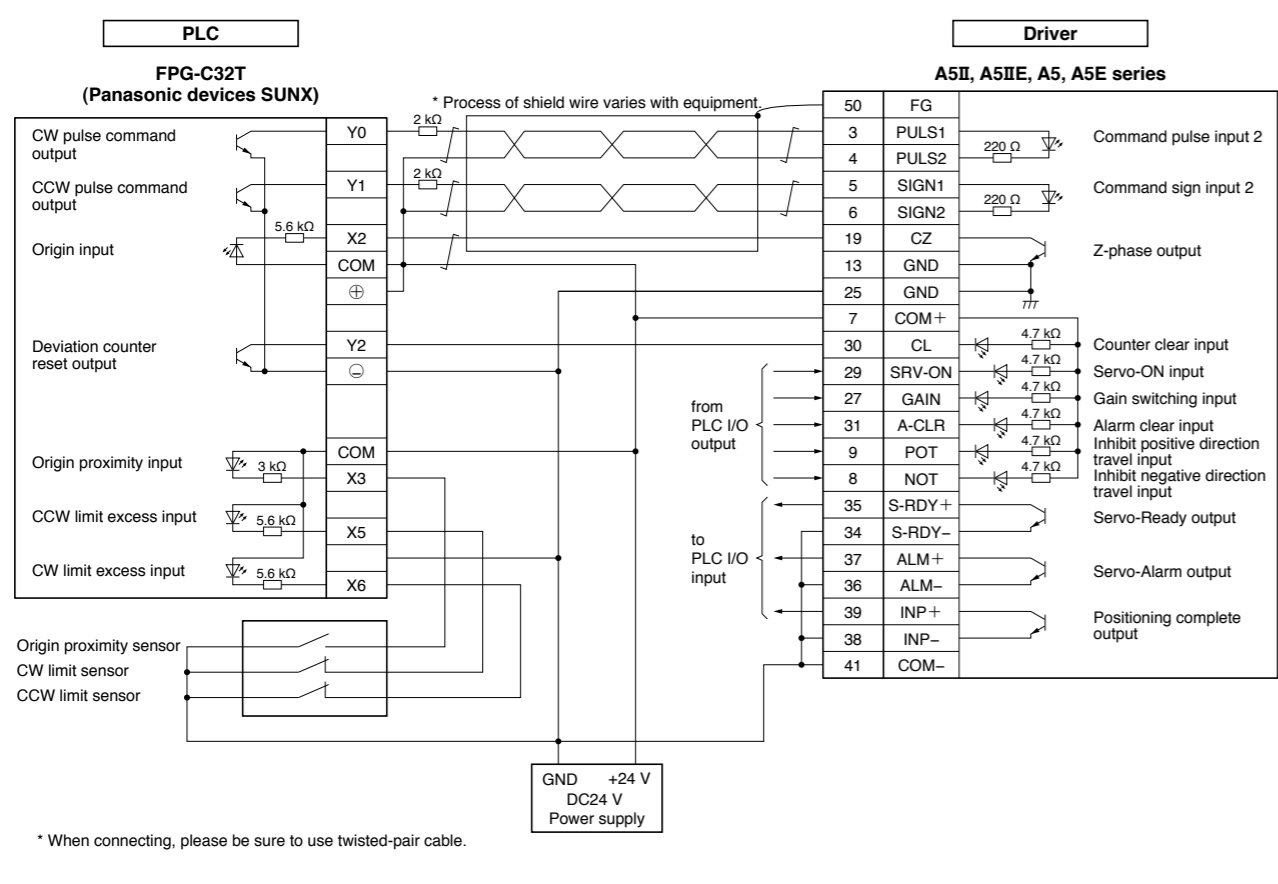 PLC
FPG-C32T
(Panasonic devices SUNX)
CW pulse command
output
CCW pulse command
output
Origin input
Deviation counter
reset output
Origin proximity input
CCW limit excess input
CW limit excess input
5.6 kΩ
3 kΩ
5.6 kΩ
5.6 kΩ
Y0
Y1
X2
COM
⊕
Y2
⊖
COM
X3
X5
X6
2 kΩ
2 kΩ
* Process of shield wire varies with equipment.
from
PLC I/O
output
to
PLC I/O
input
Driver
A5II, A5IIE, A5, A5E series
50 FG
3 PULS1
4 PULS2
5 SIGN1
6 SIGN2
19 CZ
13 GND
25 GND
7 COM+
30 CL
29 SRV-ON
27 GAIN
31 A-CLR
9 POT
8 NOT
35 S-RDY+
34 S-RDY−
37 ALM+
36 ALM−
39 INP+
38 INP−
41 COM−
220 Ω
220 Ω
4.7 kΩ
4.7 kΩ
4.7 kΩ
4.7 kΩ
4.7 kΩ
4.7 kΩ
Command pulse input 2
Command sign input 2
Z-phase output
Counter clear input
Servo-ON input
Gain switching input
Alarm clear input
Inhibit positive direction
travel input
Inhibit negative direction
travel input
Servo-Ready output
Servo-Alarm output
Positioning complete
output
Origin proximity sensor
CW limit sensor
CCW limit sensor
GND +24 V
DC24 V
Power supply
* When connecting, please be sure to use twisted-pair cable.